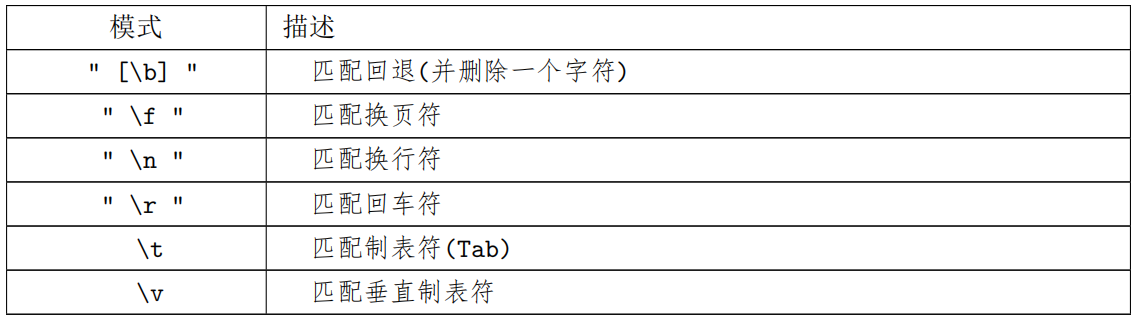 模式 描述
" [\b] " 匹配回退(并删除一个字符)
" \f " 匹配换页符
" \n " 匹配换行符
" \r " 匹配回车符
\t 匹配制表符(Tab)
\v 匹配垂直制表符